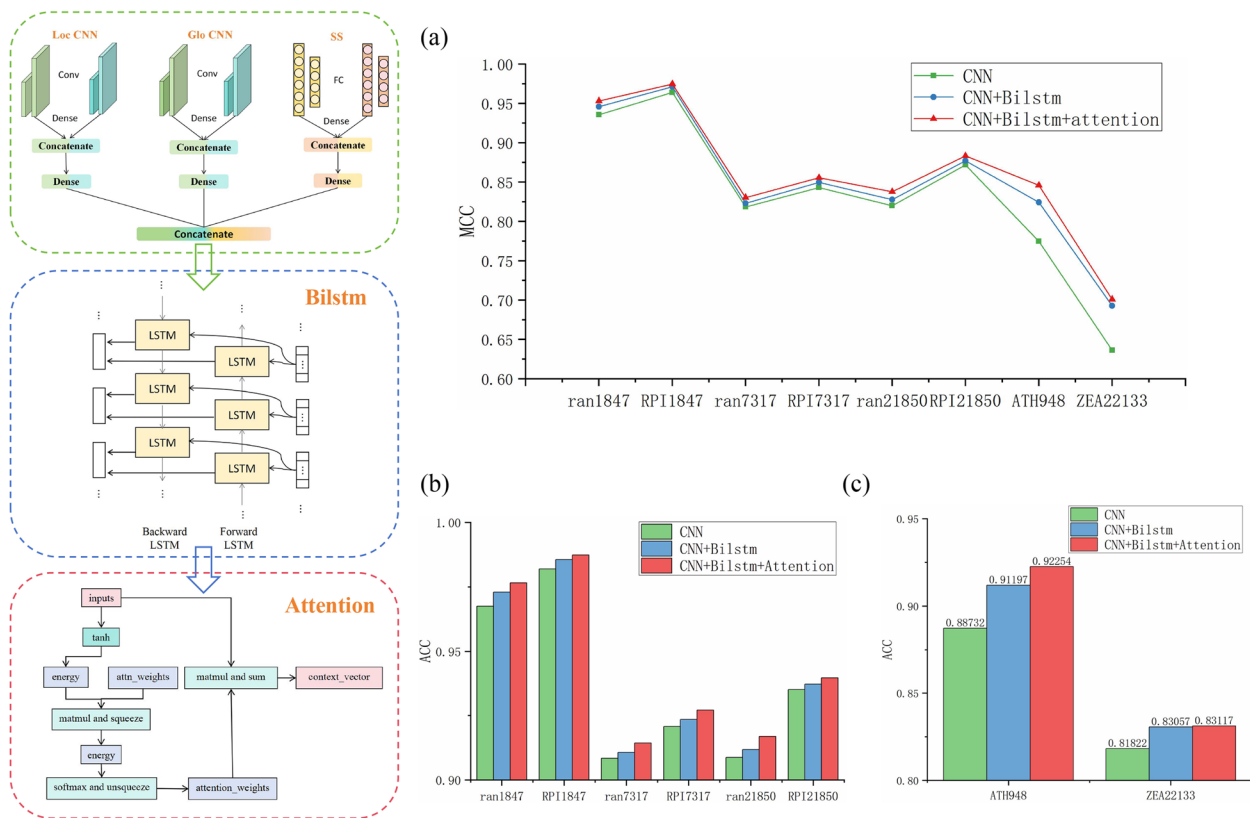 Loc CNN
Glo CNN
SS
Conv
Conv
FC
Dense
Dense
Dense
Concatenate
Concatenate
Concatenate
Dense
Dense
Dense
Concatenate
Bilstm
⋮
LSTM
⋮
⋮
LSTM
LSTM
LSTM
LSTM
LSTM
⋮
⋮
⋮
Backward
LSTM
Forward
LSTM
Attention
inputs
tanh
energy
attn_weights
matmul and sum
context_vector
matmul and squeeze
energy
softmax and unsqueeze
attention_weights
(a)
1.00
0.95
0.90
0.85
0.80
0.75
0.70
0.65
0.60
MCC
CNN
CNN+Bilstm
CNN+Bilstm+attention
ran1847 RPI1847 ran7317 RPI7317 ran21850 RPI21850 ATH948 ZEA22133
(b)
1.00
0.95
0.90
ACC
CNN
CNN+Bilstm
CNN+Bilstm+Attention
ran1847 RPI1847 ran7317 RPI7317 ran21850 RPI21850
(c)
0.95
0.90
0.85
0.80
ACC
CNN
CNN+Bilstm
CNN+Bilstm+Attention
0.88732
0.91197
0.92254
0.81822
0.83057
0.83117
ATH948 ZEA22133